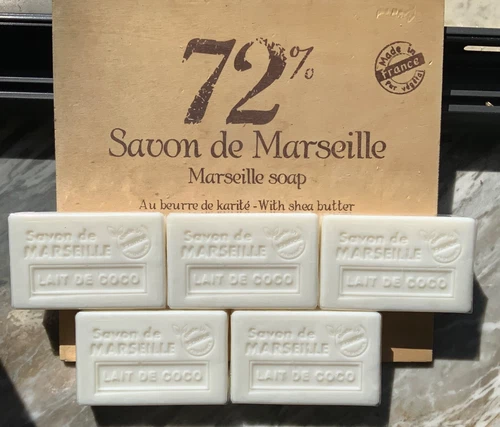 72%
Made in
France
Pur végétal
Savon de Marseille
Marseille soap
Au beurre de karité - With shea butter
Savon de
MARSEILLE
LAIT DE COCO
Savon de
MARSEILLE
LAIT DE COCO
Savon de
MARSEILLE
LAIT DE COCO
Savon de
MARSEILLE
LAIT DE COCO
Savon de
MARSEILLE
LAIT DE COCO